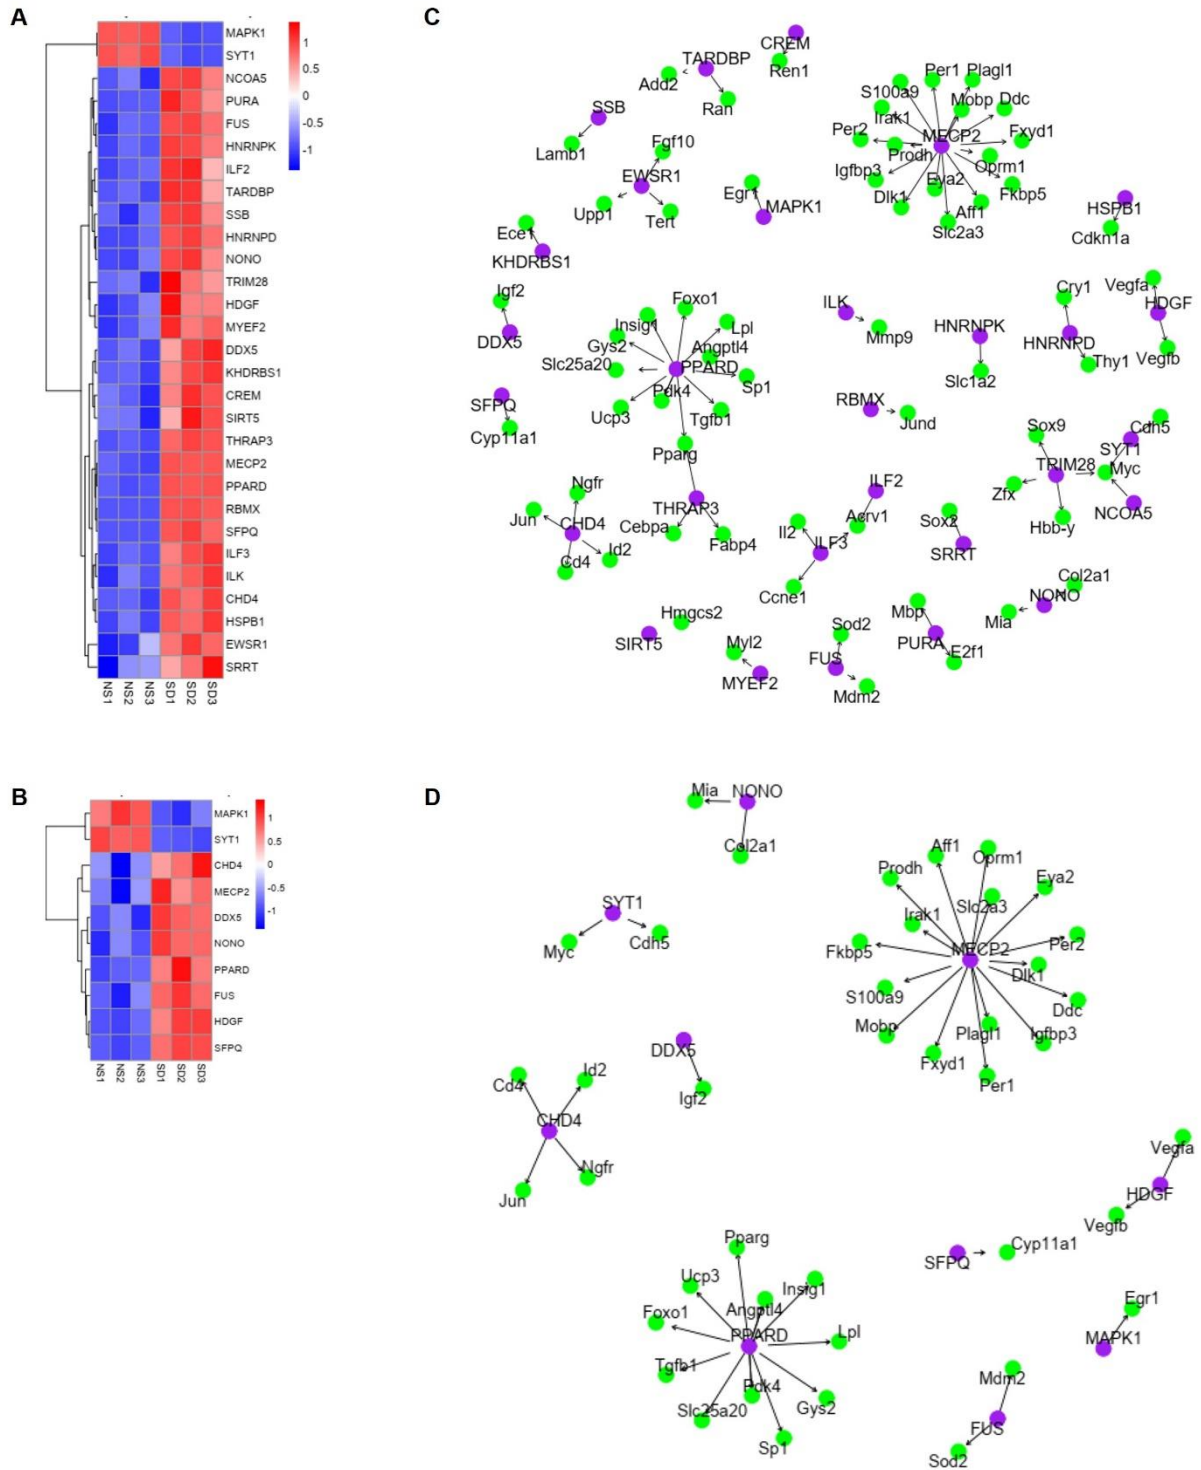 A
MAPK1
SYT1
NCOA5
PURA
FUS
HNRNPK
ILF2
TARDBP
SSB
HNRNPD
NONO
TRIM28
HDGF
MYEF2
DDX5
KHDRBS1
CREM
SIRT5
THRAP3
MECP2
PPARD
RBMX
SFPQ
ILF3
ILK
CHD4
HSPB1
EWSR1
SRRT
NS1
NS2
NS3
SD1
SD2
SD3
1
0.5
0
-0.5
-1
B
MAPK1
SYT1
CHD4
MECP2
DDX5
NONO
PPARD
FUS
HDGF
SFPQ
NS1
NS2
NS3
SD1
SD2
SD3
1
0.5
0
-0.5
-1
C
CREM
Ren1
TARDBP
Add2
Ran
SSB
Lamb1
Fgf10
EWSR1
Upp1
Tert
Egr1
MAPK1
Per1
Plagl1
S100a9
Mobp
Ddc
Irak1
Per2
MECP2
Fxyd1
Prodh
Oprm1
Igfbp3
Eya2
Fkbp5
Dlk1
Aff1
Slc2a3
HSPB1
Cdkn1a
Ece1
KHDRBS1
Igf2
DDX5
Foxo1
Insig1
Lpl
Gys2
Angptl4
Slc25a20
PPARD
Sp1
Pdk4
Ucp3
Tgfb1
Pparg
ILK
Mmp9
HNRNPK
Slc1a2
Cry1
HNRNPD
Thy1
Vegfa
HDGF
Vegfb
SFPQ
Cyp11a1
RBMX
Jund
Sox9
Cdh5
SYT1
TRIM28
Myc
Zfx
NCOA5
Hbb-y
Ngfr
Jun
CHD4
Id2
Cd4
THRAP3
Cebpa
Fabp4
ILF2
Acrv1
Il2
ILF3
Ccne1
Sox2
SRRT
Col2a1
NONO
Mia
Hmgcs2
SIRT5
Myl2
MYEF2
Sod2
FUS
Mdm2
Mbp
PURA
E2f1
D
Mia
NONO
Col2a1
SYT1
Myc
Cdh5
Aff1
Oprm1
Prodh
Eya2
Slc2a3
Irak1
Per2
Fkbp5
MECP2
Dlk1
S100a9
Ddc
Mobp
Plagl1
Igfbp3
Fxyd1
Per1
DDX5
Igf2
Cd4
Id2
CHD4
Ngfr
Jun
Vegfa
HDGF
Vegfb
SFPQ
Cyp11a1
Pparg
Ucp3
Insig1
Angptl4
Foxo1
PPARD
Lpl
Tgfb1
Pdk4
Slc25a20
Gys2
Sp1
Egr1
MAPK1
Mdm2
FUS
Sod2